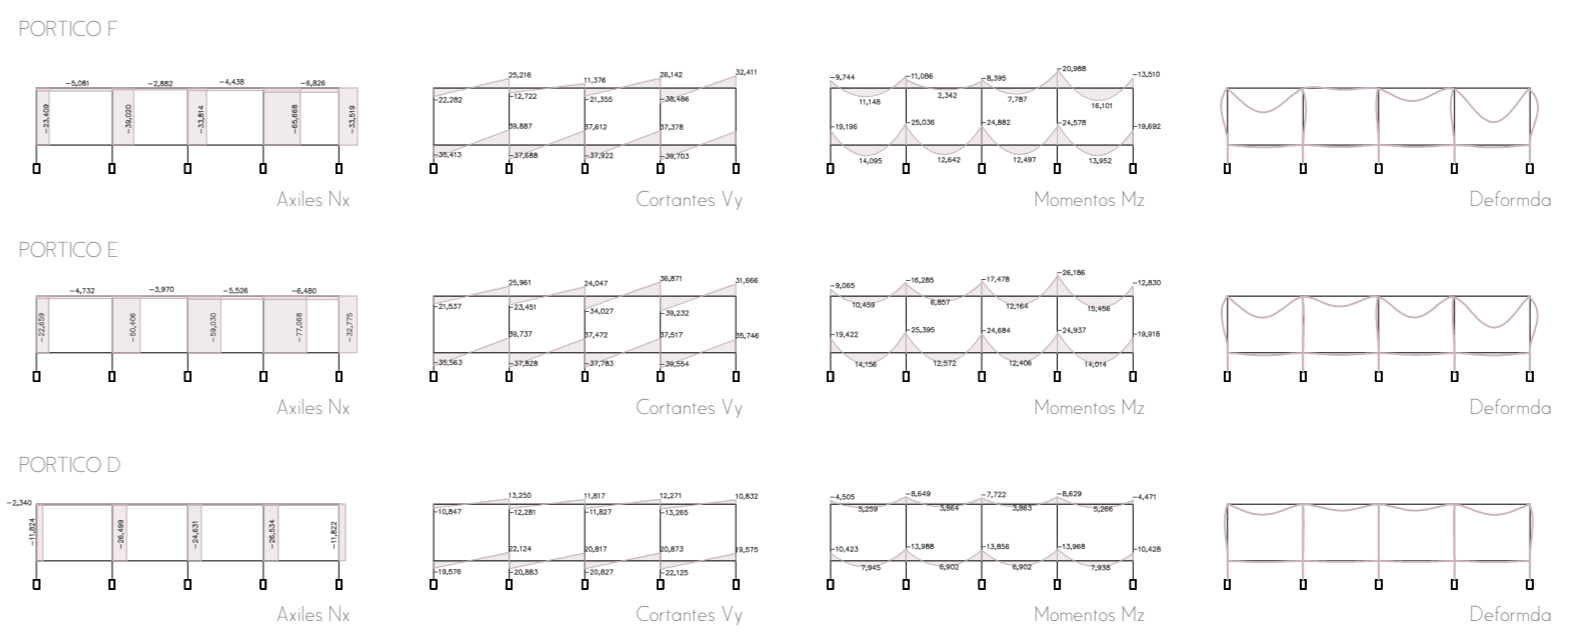 PORTICO F
-5,081 -2,882 -4,438 -6,826
-23,409 -39,020 -33,814 -65,668 -33,519
Axiles Nx
25,216 11,376 26,142 32,411
-22,282 -12,722 -21,355 -38,486
39,887 37,612 37,378
-35,413 -37,688 -37,922 -39,703
Cortantes Vy
-9,744 -11,086 -8,395 -20,988 -13,510
11,148 2,342 7,787 16,101
-19,196 -25,036 -24,882 -24,578 -19,692
14,095 12,642 12,497 13,952
Momentos Mz
Deformda
PORTICO E
-4,732 -3,970 -5,526 -6,480
-22,659 -50,406 -59,030 -77,068 -32,775
Axiles Nx
25,961 24,047 36,871 31,666
-21,537 -23,451 -34,027 -39,232
39,737 37,472 37,517 35,746
-35,563 -37,828 -37,783 -39,554
Cortantes Vy
-9,065 -16,285 -17,478 -26,186 -12,830
10,459 6,857 12,164 15,456
-19,422 -25,395 -24,684 -24,937 -19,918
14,156 12,572 12,406 14,014
Momentos Mz
Deformda
PORTICO D
-2,340
-11,824 -26,499 -24,631 -26,534 -11,822
Axiles Nx
13,250 11,817 12,271 10,832
-10,847 -12,281 -11,827 -13,265
22,124 20,817 20,873 19,575
-19,576 -20,883 -20,827 -22,125
Cortantes Vy
-4,505 -8,649 -7,722 -8,629 -4,471
5,259 3,864 3,863 5,266
-10,423 -13,988 -13,856 -13,968 -10,428
7,945 6,902 6,902 7,938
Momentos Mz
Deformda